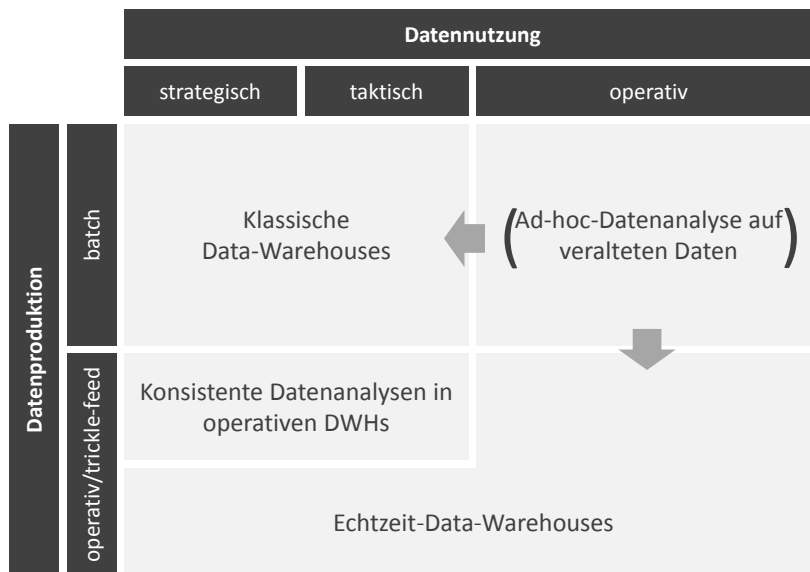 Datennutzung
strategisch
taktisch
operativ
Datenproduktion
batch
Klassische
Data-Warehouses
(Ad-hoc-Datenanalyse auf
veralteten Daten)
operativ/trickle-feed
Konsistente Datenanalysen in
operativen DWHs
Echtzeit-Data-Warehouses